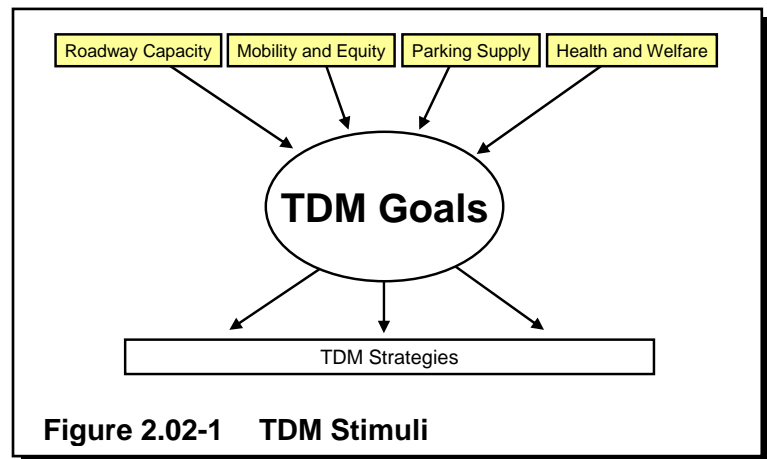 Roadway Capacity Mobility and Equity Parking Supply Health and Welfare
TDM Goals
TDM Strategies
Figure 2.02-1 TDM Stimuli